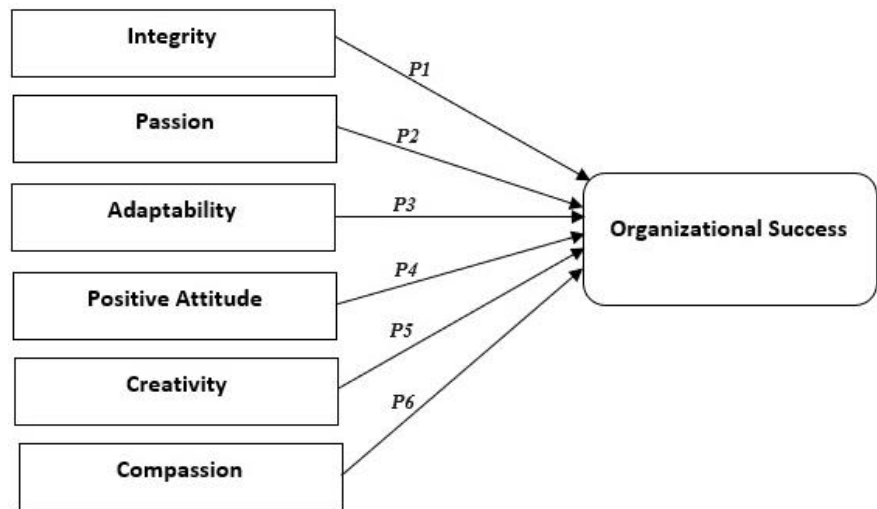 Integrity
P1
Passion
P2
Adaptability
P3
Organizational Success
Positive Attitude
P4
Creativity
P5
Compassion
P6